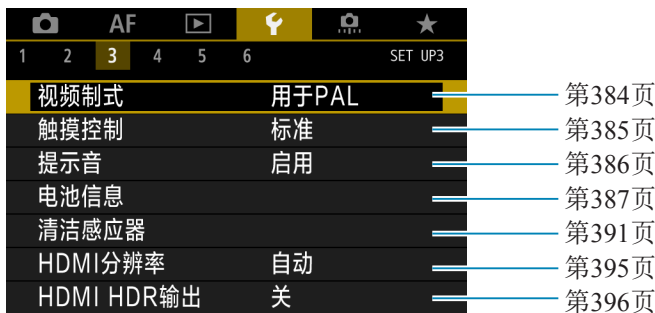 AF
1 2 3 4 5 6 SET UP3
视频制式 用于PAL 第384页
触摸控制 标准 第385页
提示音 启用 第386页
电池信息 第387页
清洁感应器 第391页
HDMI分辨率 自动 第395页
HDMI HDR输出 关 第396页